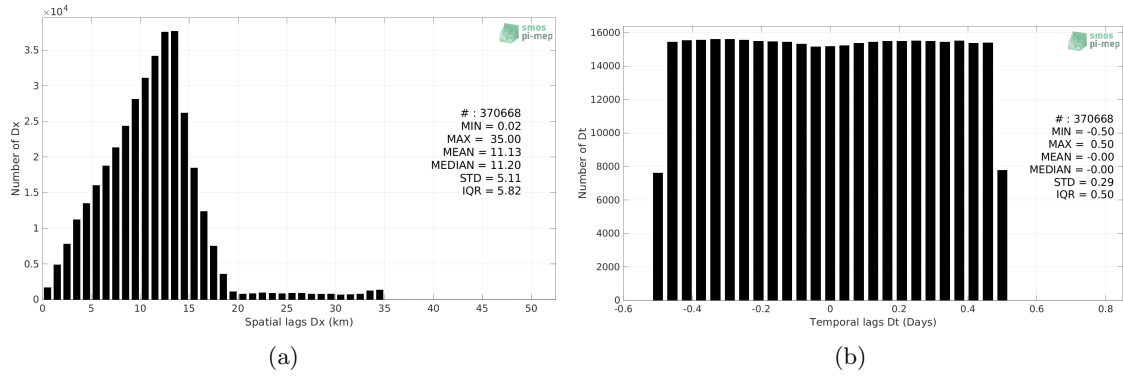 ×10^4
3.5
3
2.5
2
1.5
1
0.5
0
Number of Dx
0 5 10 15 20 25 30 35 40 45 50
Spatial lags Dx (km)
smos
pi-mep
# : 370668
MIN = 0.02
MAX = 35.00
MEAN = 11.13
MEDIAN = 11.20
STD = 5.11
IQR = 5.82
(a)
16000
14000
12000
10000
8000
6000
4000
2000
0
Number of Dt
-0.6 -0.4 -0.2 0 0.2 0.4 0.6 0.8
Temporal lags Dt (Days)
smos
pi-mep
# : 370668
MIN = -0.50
MAX = 0.50
MEAN = -0.00
MEDIAN = -0.00
STD = 0.29
IQR = 0.50
(b)